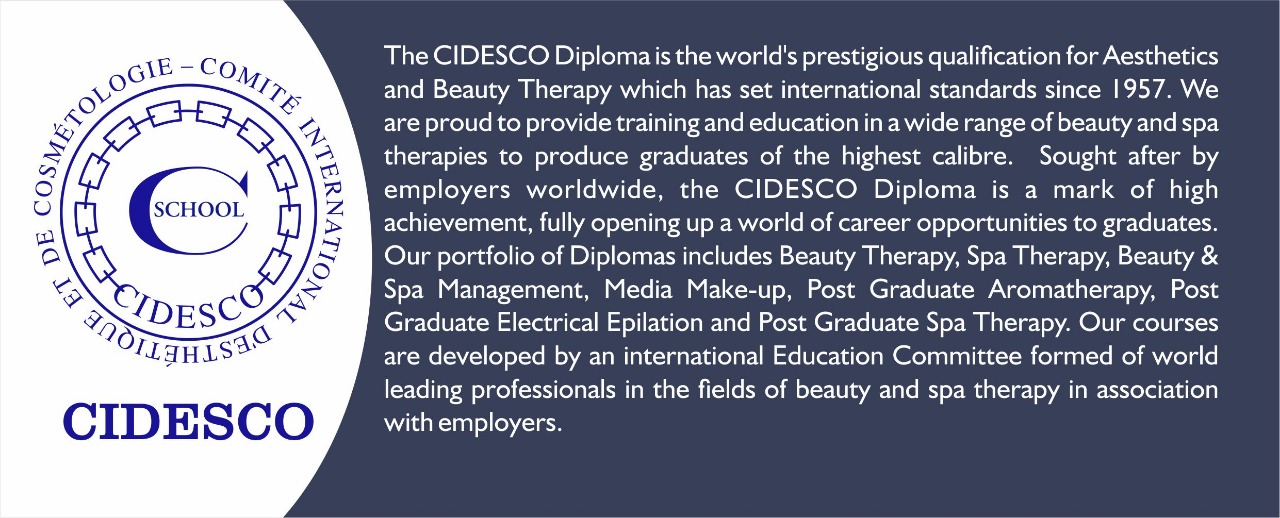 COMITÉ INTERNATIONAL D'ESTHÉTIQUE ET DE COSMÉTOLOGIE –
C
SCHOOL
CIDESCO
CIDESCO
The CIDESCO Diploma is the world's prestigious qualification for Aesthetics
and Beauty Therapy which has set international standards since 1957. We
are proud to provide training and education in a wide range of beauty and spa
therapies to produce graduates of the highest calibre. Sought after by
employers worldwide, the CIDESCO Diploma is a mark of high
achievement, fully opening up a world of career opportunities to graduates.
Our portfolio of Diplomas includes Beauty Therapy, Spa Therapy, Beauty &
Spa Management, Media Make-up, Post Graduate Aromatherapy, Post
Graduate Electrical Epilation and Post Graduate Spa Therapy. Our courses
are developed by an international Education Committee formed of world
leading professionals in the fields of beauty and spa therapy in association
with employers.